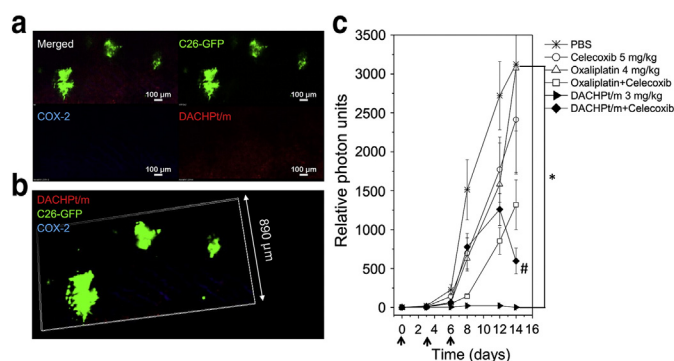 a
Merged
100 µm
C26-GFP
100 µm
COX-2
100 µm
DACHPt/m
100 µm
b
DACHPt/m
C26-GFP
COX-2
890 µm
c
Relative photon units
3500
3000
2500
2000
1500
1000
500
0
0 2 4 6 8 10 12 14 16
Time (days)
PBS
Celecoxib 5 mg/kg
Oxaliplatin 4 mg/kg
Oxaliplatin+Celecoxib
DACHPt/m 3 mg/kg
DACHPt/m+Celecoxib
*
#